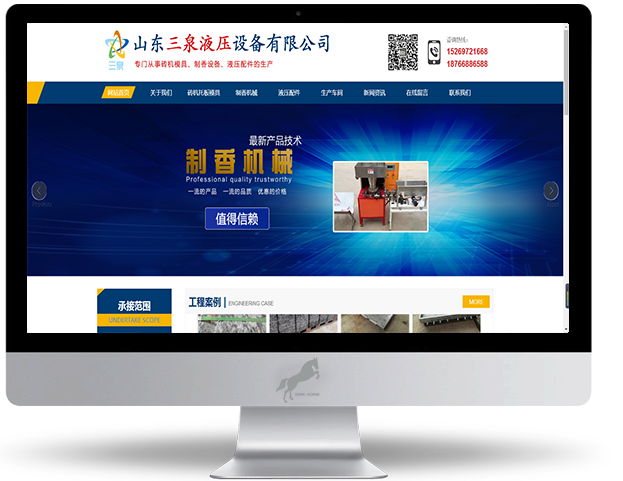 三泉
山东三泉液压设备有限公司
专门从事砖机模具、制香设备、液压配件的生产
咨询热线:
15269721668
18766886588
网站首页 关于我们 砖机托板模具 制香机械 液压配件 生产车间 新闻资讯 在线留言 联系我们
最新产品技术
制香机械
Professional quality trustworthy
一流的产品 一流的品质 优惠的价格
值得信赖
承接范围
UNDERTAKE SCOPE
工程案例 ENGINEERING CASE
MORE